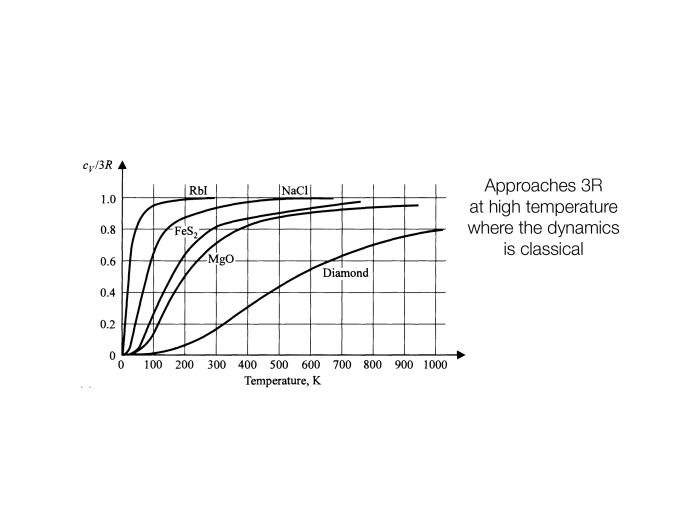 c_V/3R
RbI
NaCl
1.0
FeS₂
0.8
MgO
0.6
Diamond
0.4
0.2
0
0 100 200 300 400 500 600 700 800 900 1000
Temperature, K
Approaches 3R
at high temperature
where the dynamics
is classical